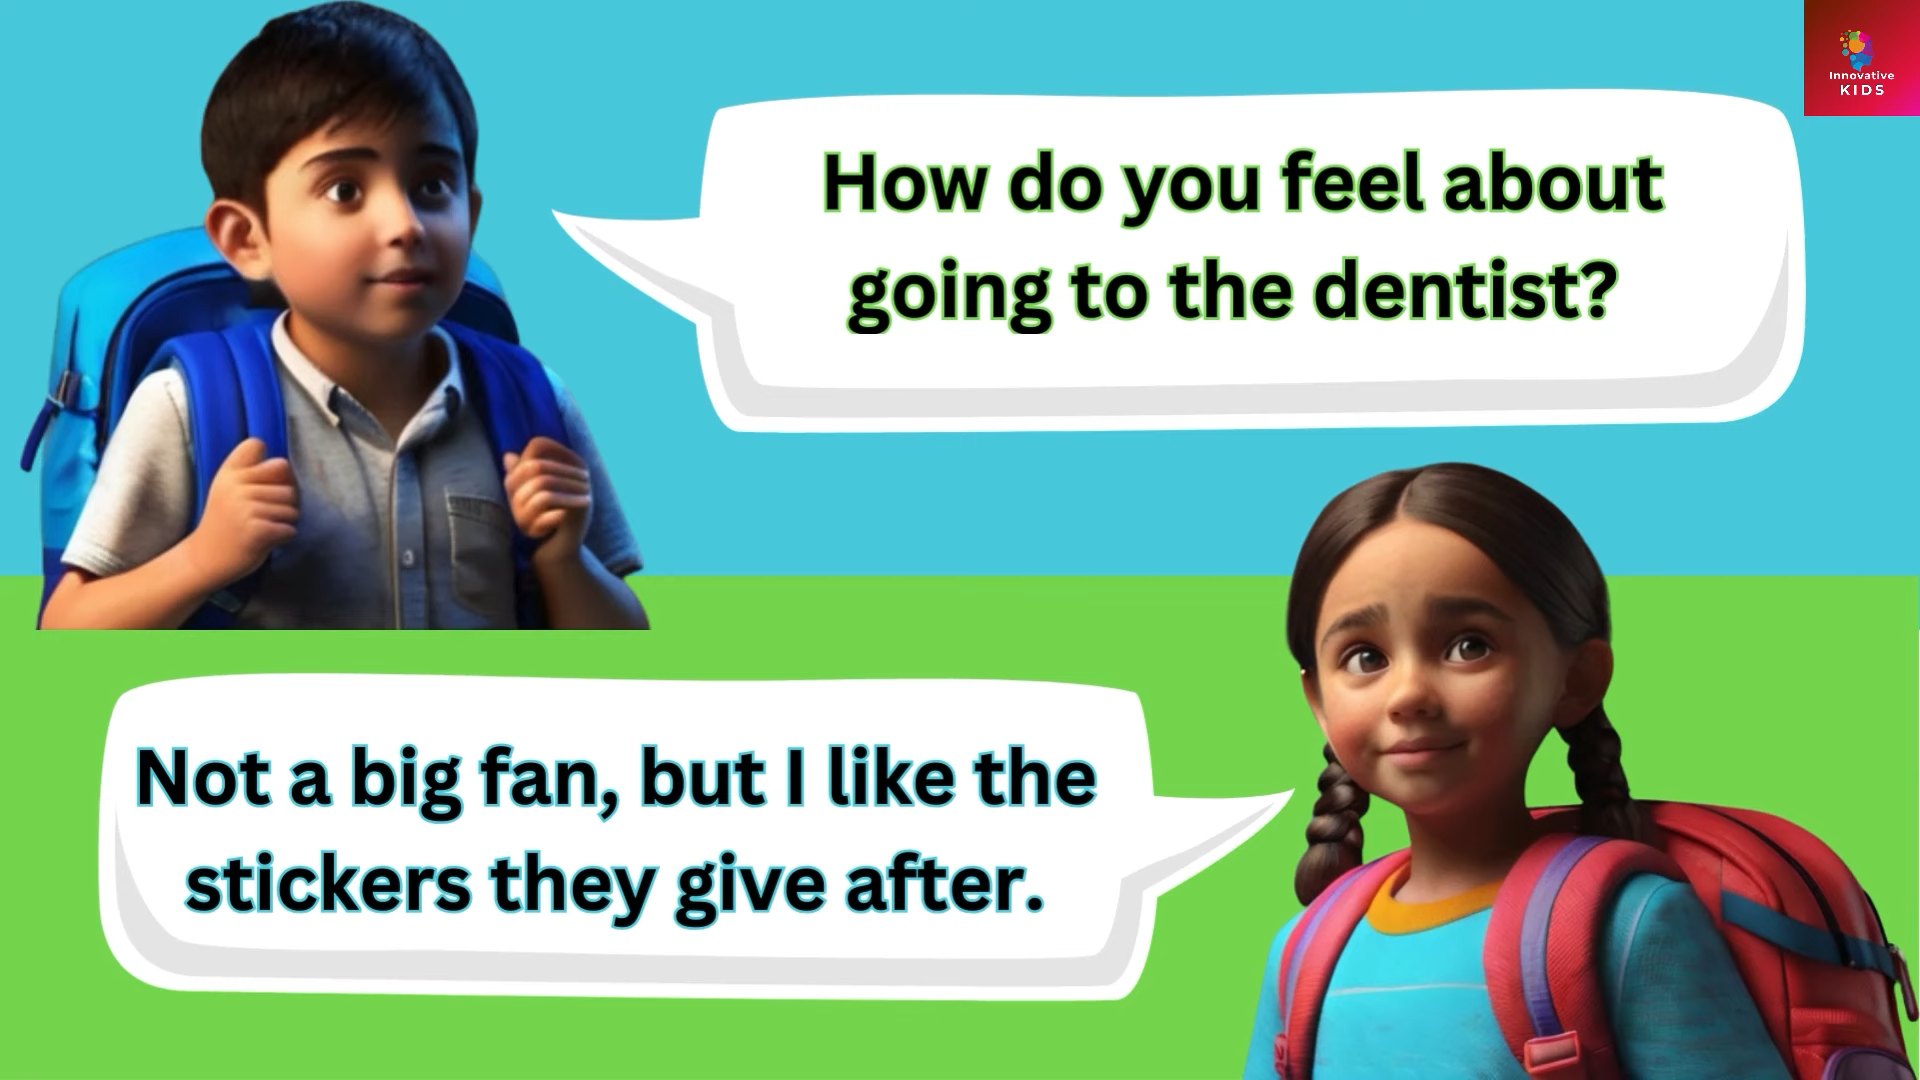 Innovative
KIDS
How do you feel about
going to the dentist?
Not a big fan, but I like the
stickers they give after.